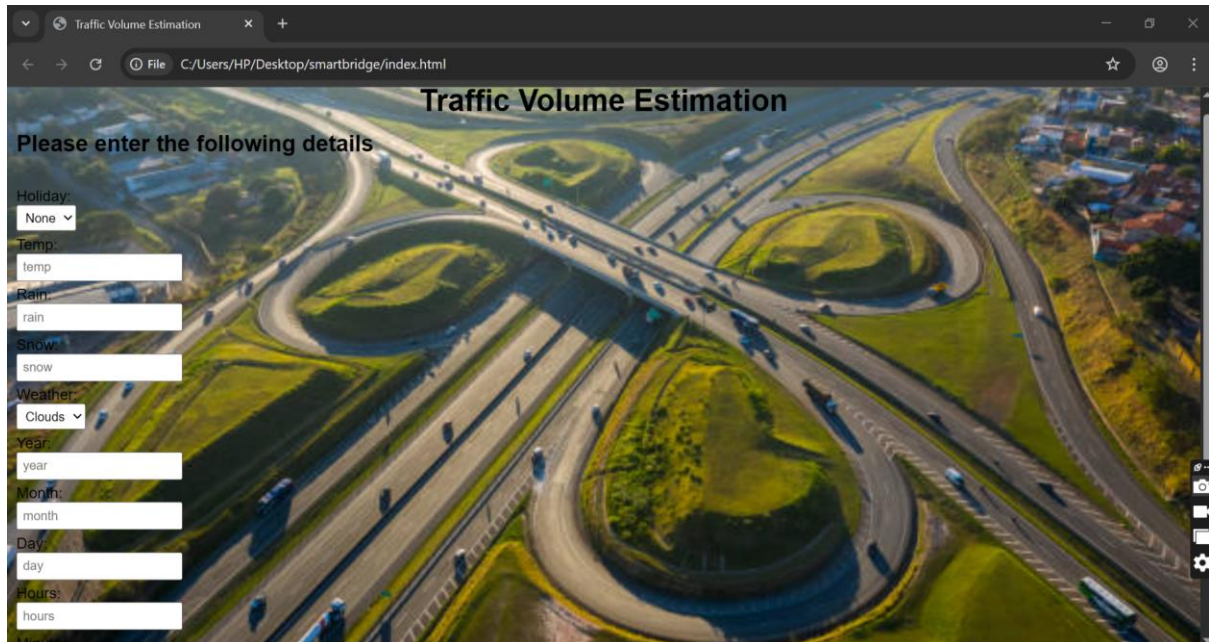 Traffic Volume Estimation
File C:/Users/HP/Desktop/smartbridge/index.html
Traffic Volume Estimation
Please enter the following details
Holiday:
None
Temp:
temp
Rain:
rain
Snow:
snow
Weather:
Clouds
Year:
year
Month:
month
Day:
day
Hours:
hours